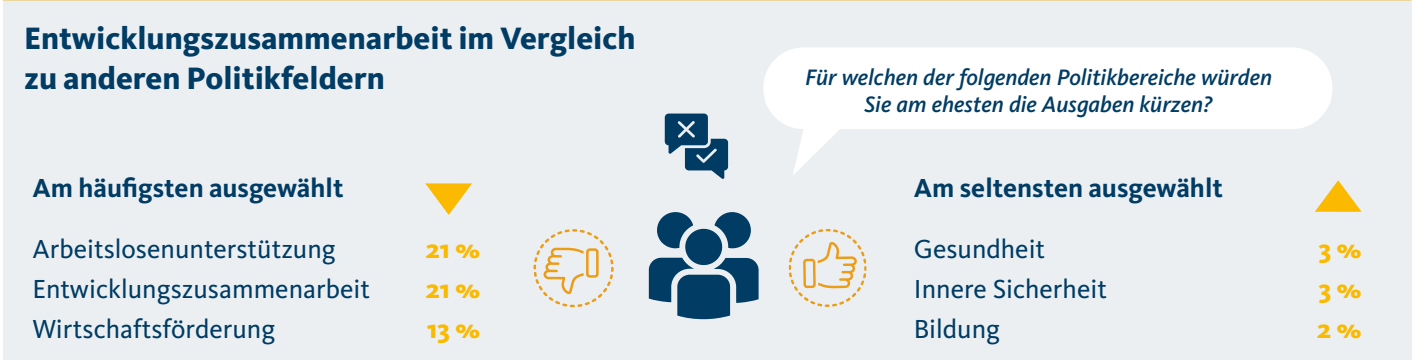 Entwicklungszusammenarbeit im Vergleich
zu anderen Politikfeldern
Für welchen der folgenden Politikbereiche würden
Sie am ehesten die Ausgaben kürzen?
Am häufigsten ausgewählt
Arbeitslosenunterstützung 21 %
Entwicklungszusammenarbeit 21 %
Wirtschaftsförderung 13 %
Am seltensten ausgewählt
Gesundheit 3 %
Innere Sicherheit 3 %
Bildung 2 %